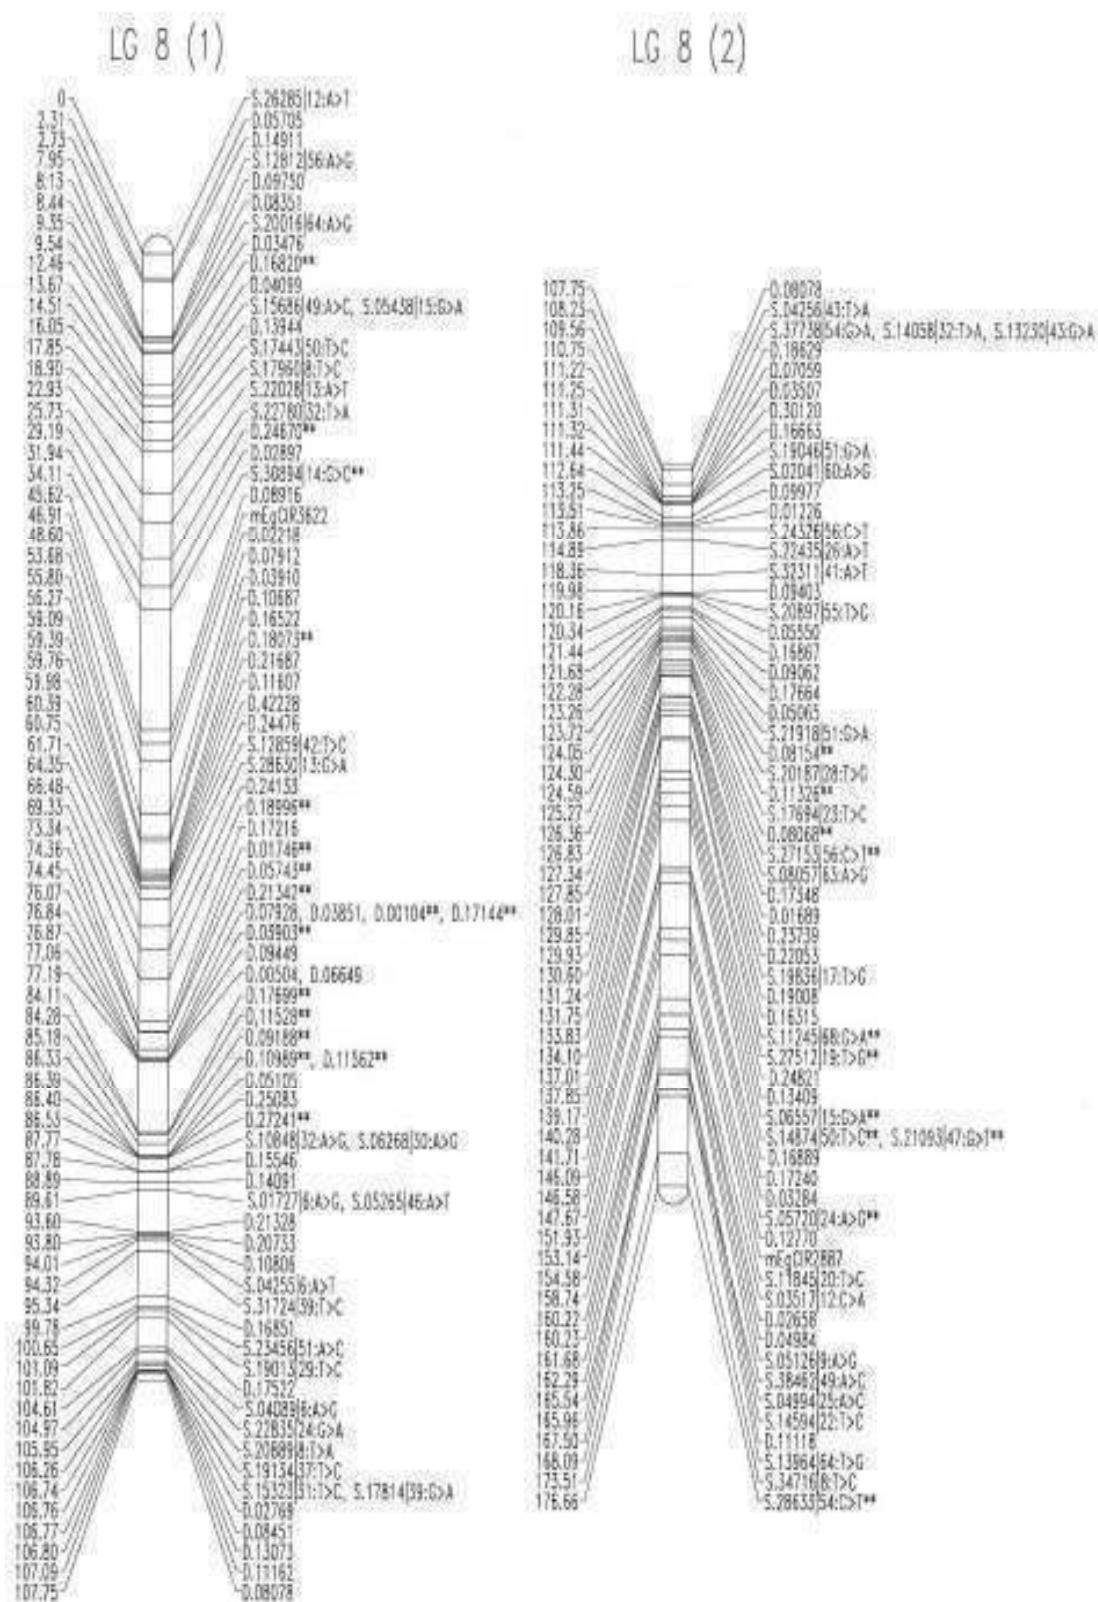 LG 8 (1)
0 S.26285|12:A>T
2.31 D.05705
2.73 D.14911
7.95 S.12812|56:A>G
8.13 D.09750
8.44 D.08351
9.35 S.20016|64:A>G
9.54 D.03476
12.46 D.16820**
13.67 D.04099
14.51 S.15686|49:A>C, S.05438|15:G>A
16.05 D.13944
17.85 S.17443|50:T>C
18.90 S.17960|8:T>C
22.93 S.22028|13:A>T
25.73 S.22780|32:T>A
29.19 D.24670**
31.94 D.02897
34.11 S.30894|14:G>C**
45.62 D.08916
46.91 mEgCIR3622
48.60 D.02218
53.68 D.07912
55.80 D.03910
56.27 D.10687
59.09 D.16522
59.39 D.18073**
59.76 D.21687
59.98 D.11607
60.39 D.42228
60.75 D.24476
61.71 S.12859|42:T>C
64.35 S.28630|13:G>A
66.48 D.24133
69.33 D.18996**
73.34 D.17216
74.36 D.01746**
74.45 D.05743**
76.07 D.21342**
76.84 D.07928, D.03851, D.00104**, D.17144**
76.87 D.03903**
77.06 D.09449
77.19 D.00504, D.06649
84.11 D.17699**
84.28 D.11528**
85.18 D.09188**
86.33 D.10989**, D.11362**
86.39 D.05105
86.40 D.25083
86.53 D.27241**
87.77 S.10848|32:A>G, S.06268|30:A>G
87.78 D.15546
88.89 D.14091
89.61 S.01727|6:A>G, S.05265|46:A>T
93.60 D.21328
93.80 D.20733
94.01 D.10806
94.32 S.04255|6:A>T
95.34 S.31724|39:T>C
99.78 D.16851
100.65 S.23456|51:A>C
101.09 S.19013|29:T>C
101.82 D.17522
104.61 S.04089|6:A>G
104.97 S.22835|24:G>A
105.95 S.20889|8:T>A
106.26 S.19134|37:T>C
106.74 S.15323|31:T>C, S.17814|39:G>A
106.76 D.02769
106.77 D.08451
106.80 D.13073
107.09 D.11162
107.75 D.08078
LG 8 (2)
107.75 D.08078
108.23 S.04256|43:T>A
109.56 S.37738|54:G>A, S.14058|32:T>A, S.13230|43:G>A
110.75 D.18629
111.22 D.07059
111.25 D.03507
111.31 D.30120
111.32 D.16663
111.44 S.19046|51:G>A
112.64 S.02041|60:A>G
113.25 D.09977
113.51 D.01226
113.86 S.24326|56:C>T
114.89 S.22435|26:A>T
118.36 S.32311|41:A>T
119.98 D.09403
120.16 S.20897|55:T>C
120.34 D.05550
121.44 D.16867
121.68 D.09062
122.28 D.17664
123.26 D.05065
123.72 S.21918|51:G>A
124.05 D.08154**
124.30 S.20187|28:T>G
124.59 D.11326**
125.27 S.17694|23:T>C
126.36 D.08068**
126.83 S.27153|56:C>T**
127.34 S.08057|63:A>G
127.85 D.17348
128.01 D.01689
129.85 D.23739
129.93 D.22053
130.60 S.19836|17:T>G
131.24 D.19008
131.75 D.16315
133.83 S.11245|68:G>A**
134.10 S.27512|19:T>G**
137.01 D.24821
137.85 D.13409
139.17 S.06557|15:G>A**
140.28 S.14874|50:T>C**, S.21093|47:G>T**
141.71 D.16889
146.09 D.17240
146.58 D.03284
147.67 S.05720|24:A>G**
151.93 D.12770
153.14 mEgCIR2887
154.58 S.11845|20:T>C
158.74 S.03517|12:C>A
160.22 D.02658
160.23 D.04984
161.68 S.05126|9:A>G
162.29 S.38462|49:A>C
165.54 S.04994|25:A>C
165.96 S.14594|22:T>C
167.50 D.11118
168.09 S.13964|64:T>G
173.51 S.34716|8:T>C
176.66 S.28633|54:C>T**